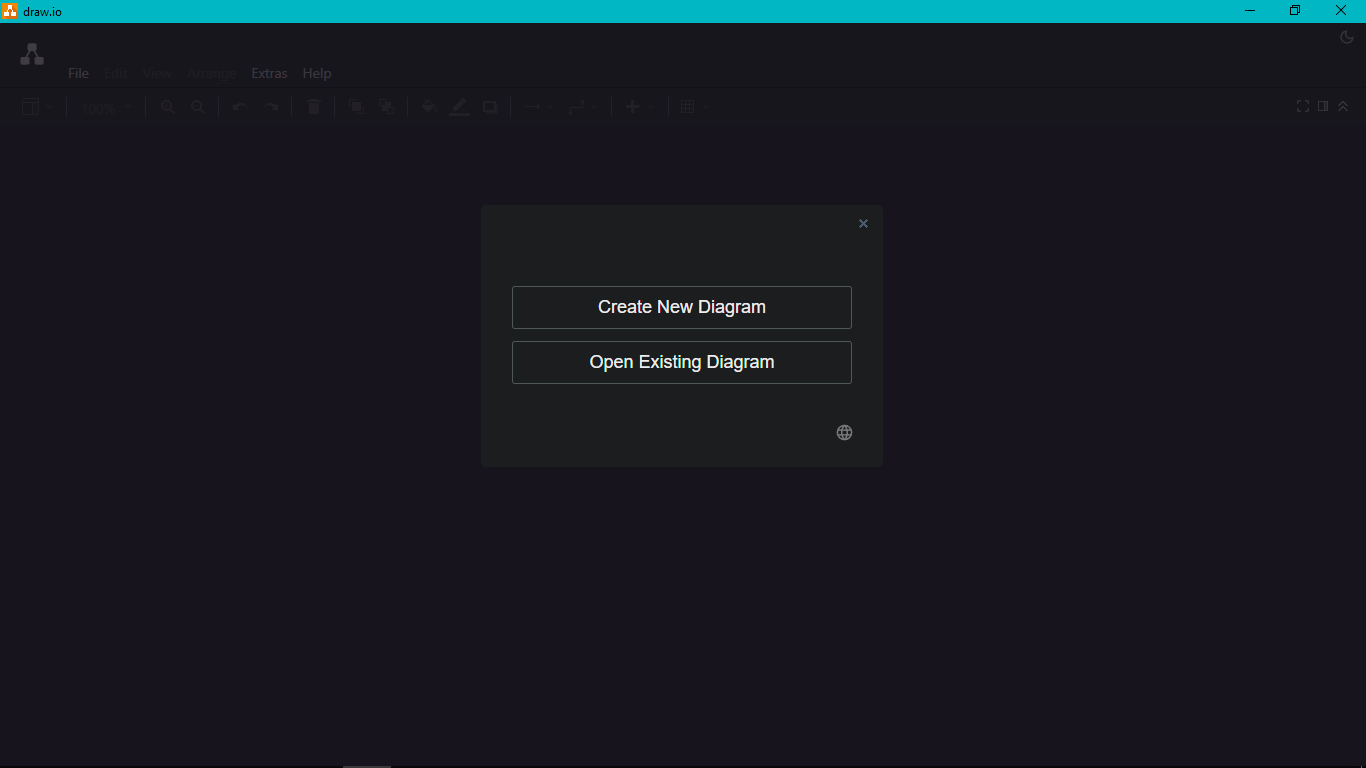 draw.io
File Edit View Arrange Extras Help
100%
Create New Diagram
Open Existing Diagram